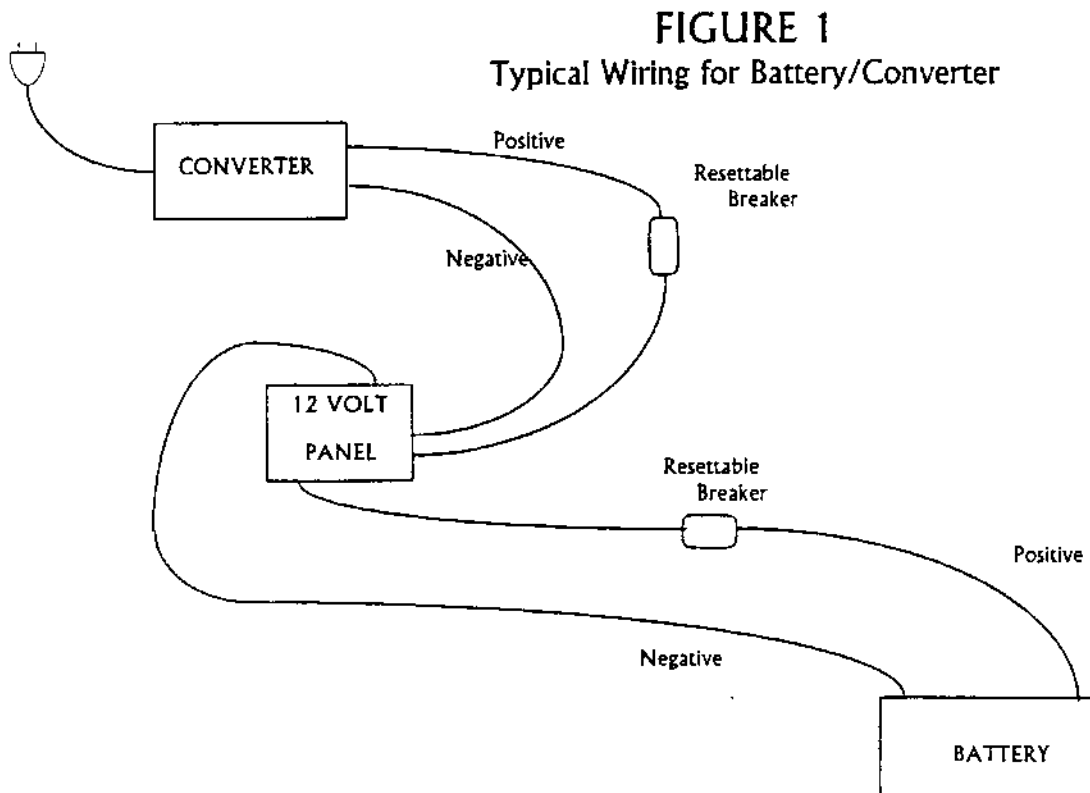 FIGURE 1
Typical Wiring for Battery/Converter
CONVERTER
Positive
Resettable
Breaker
Negative
12 VOLT
PANEL
Resettable
Breaker
Positive
Negative
BATTERY